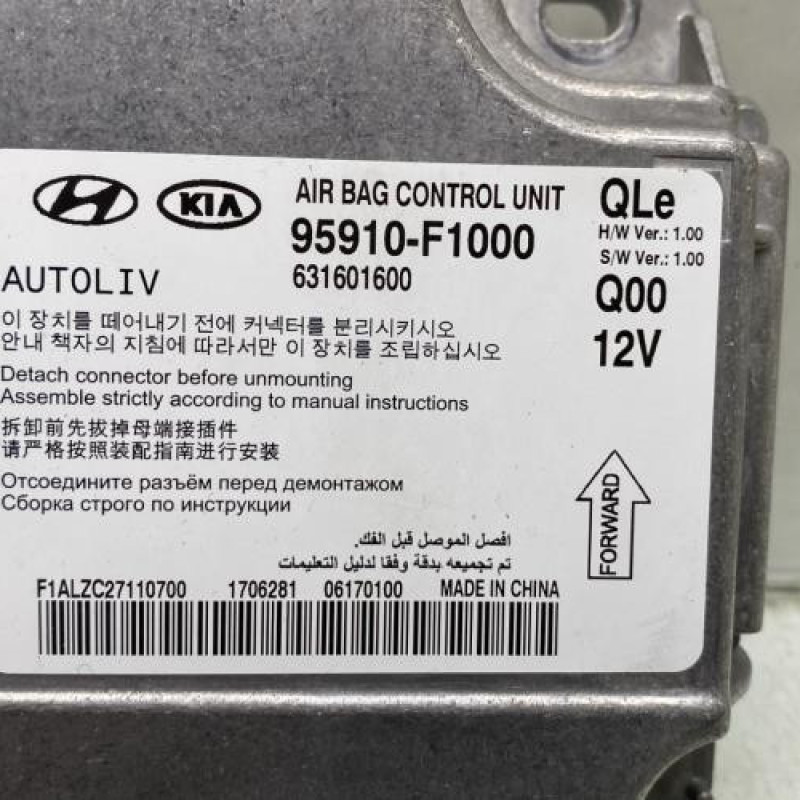 KIA
AIR BAG CONTROL UNIT
95910-F1000
631601600
QLe
H/W Ver.: 1.00
S/W Ver.: 1.00
Q00
12V
AUTOLIV
이 장치를 떼어내기 전에 커넥터를 분리시키시오
안내 책자의 지침에 따라서만 이 장치를 조립하십시오
Detach connector before unmounting
Assemble strictly according to manual instructions
拆卸前先拔掉母端接插件
请严格按照装配指南进行安装
Отсоедините разъём перед демонтажом
Сборка строго по инструкции
افصل الموصل قبل الفك.
تم تجميعه بدقة وفقا لدليل التعليمات
FORWARD
F1ALZC27110700 1706281 06170100 MADE IN CHINA